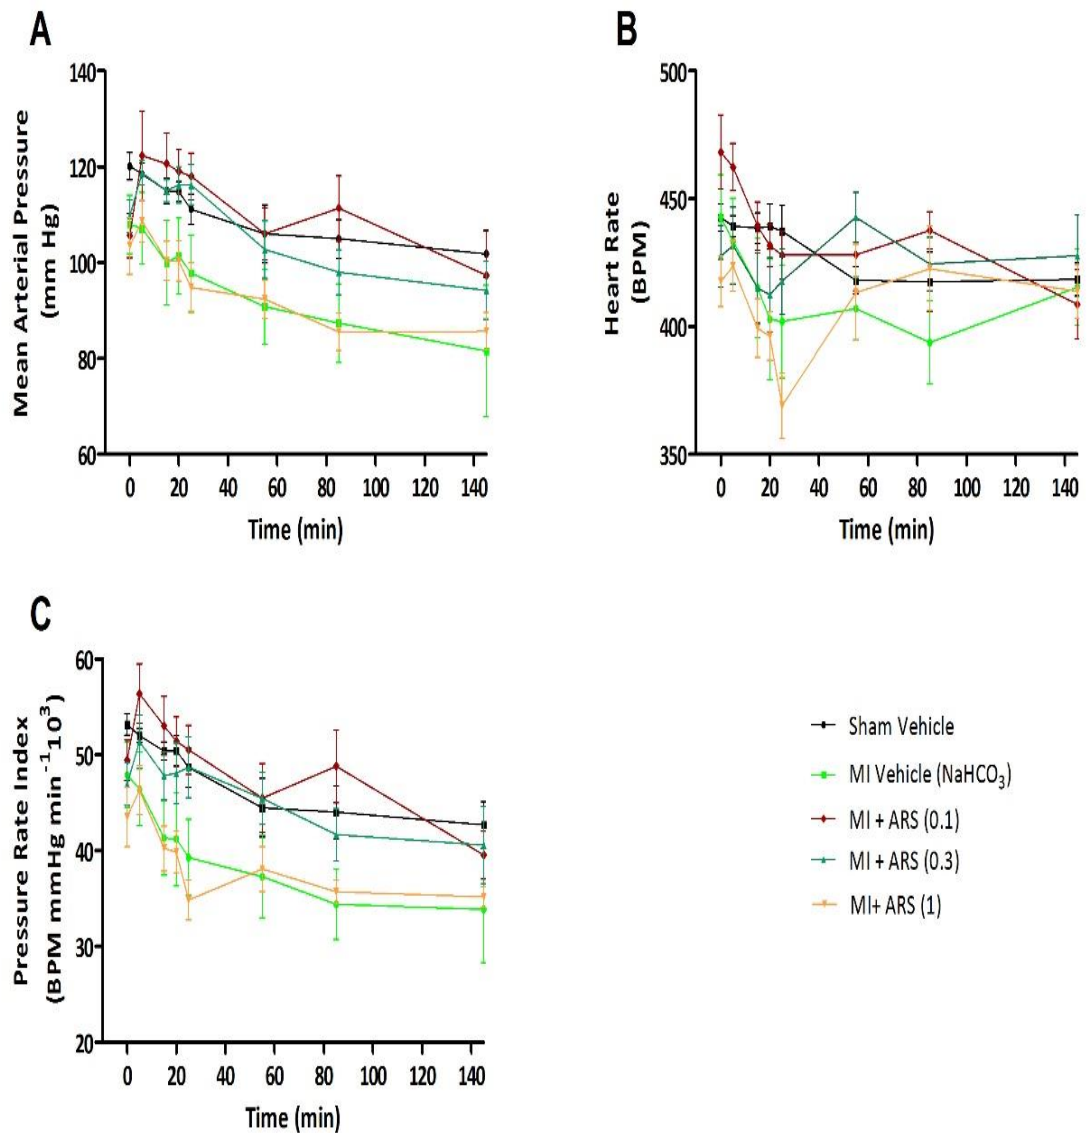 A
Mean Arterial Pressure
(mm Hg)
140
120
100
80
60
0 20 40 60 80 100 120 140
Time (min)
B
Heart Rate
(BPM)
500
450
400
350
0 20 40 60 80 100 120 140
Time (min)
C
Pressure Rate Index
(BPM mmHg min⁻¹10³)
60
50
40
30
20
0 20 40 60 80 100 120 140
Time (min)
Sham Vehicle
MI Vehicle (NaHCO₃)
MI + ARS (0.1)
MI + ARS (0.3)
MI+ ARS (1)